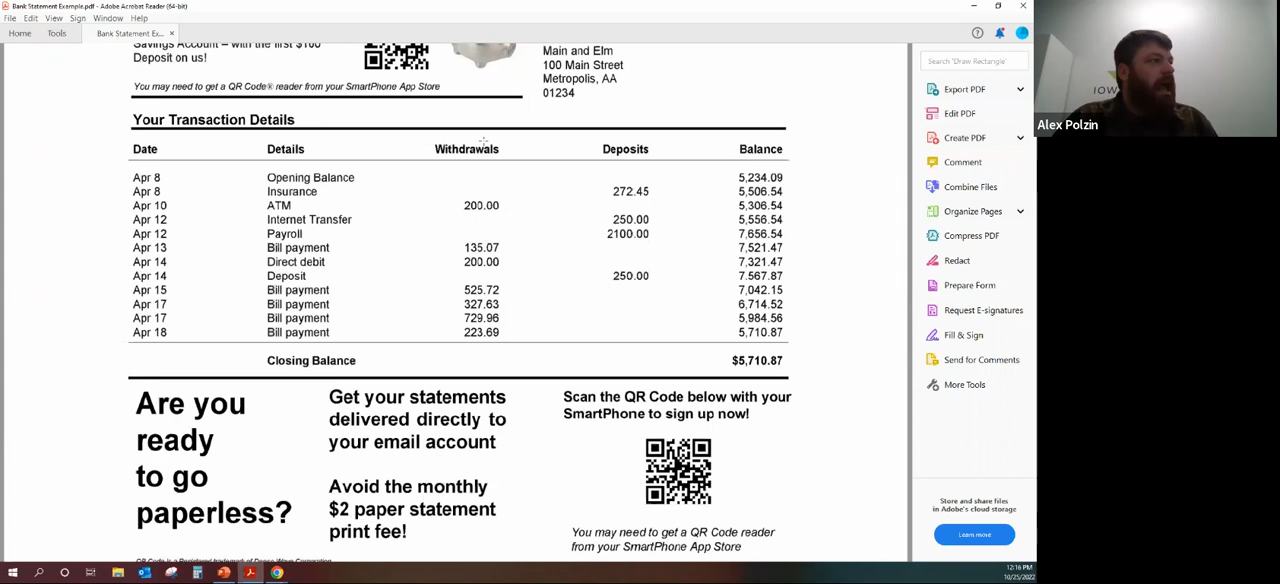 Bank Statement Example.pdf - Adobe Acrobat Reader (64-bit)
File Edit View Sign Window Help
Home Tools Bank Statement Ex... ×
Savings Account – with the first $100
Deposit on us!
You may need to get a QR Code® reader from your SmartPhone App Store
Main and Elm
100 Main Street
Metropolis, AA
01234
Your Transaction Details
Date Details Withdrawals Deposits Balance
Apr 8 Opening Balance 5,234.09
Apr 8 Insurance 272.45 5,506.54
Apr 10 ATM 200.00 5,306.54
Apr 12 Internet Transfer 250.00 5,556.54
Apr 12 Payroll 2100.00 7,656.54
Apr 13 Bill payment 135.07 7,521.47
Apr 14 Direct debit 200.00 7,321.47
Apr 14 Deposit 250.00 7.567.87
Apr 15 Bill payment 525.72 7,042.15
Apr 17 Bill payment 327.63 6,714.52
Apr 17 Bill payment 729.96 5,984.56
Apr 18 Bill payment 223.69 5,710.87
Closing Balance $5,710.87
Are you
ready
to go
paperless?
Get your statements
delivered directly to
your email account
Avoid the monthly
$2 paper statement
print fee!
Scan the QR Code below with your
SmartPhone to sign up now!
You may need to get a QR Code reader
from your SmartPhone App Store
QR Code is a Registered trademark of Denso Wave Corporation
Search 'Draw Rectangle'
Export PDF
Edit PDF
Create PDF
Comment
Combine Files
Organize Pages
Compress PDF
Redact
Prepare Form
Request E-signatures
Fill & Sign
Send for Comments
More Tools
Store and share files
in Adobe's cloud storage
Learn more
IOW
Alex Polzin
12:16 PM
10/25/2022